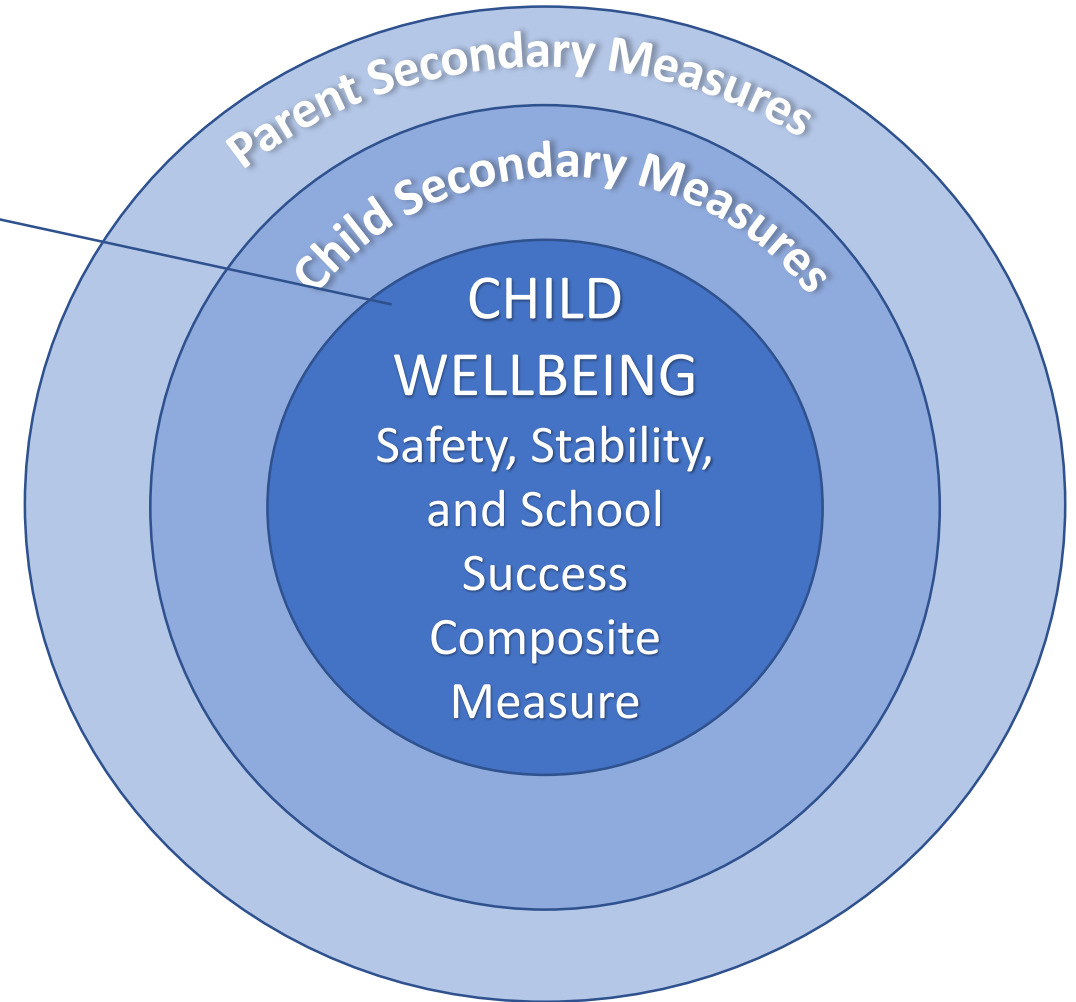 Parent Secondary Measures
Child Secondary Measures
CHILD
WELLBEING
Safety, Stability,
and School
Success
Composite
Measure